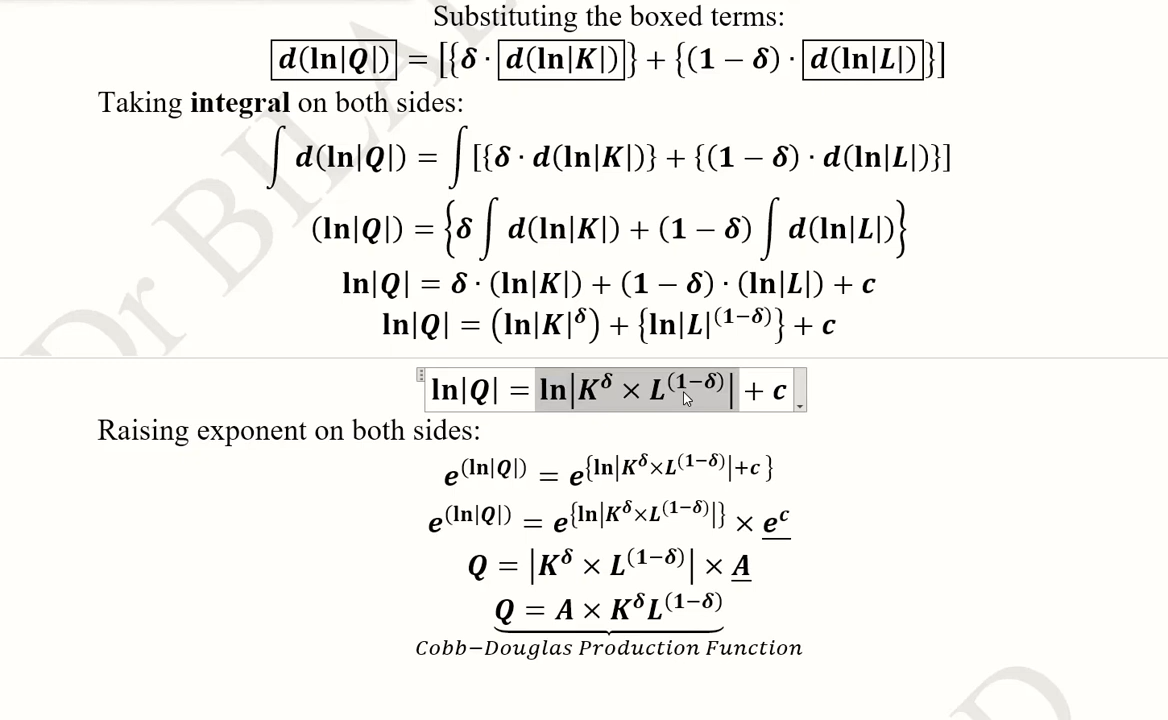 Substituting the boxed terms:
d(ln|Q|) = [{δ · d(ln|K|)} + {(1 − δ) · d(ln|L|)}]
Taking integral on both sides:
∫ d(ln|Q|) = ∫ [{δ · d(ln|K|)} + {(1 − δ) · d(ln|L|)}]
(ln|Q|) = {δ ∫ d(ln|K|) + (1 − δ) ∫ d(ln|L|)}
ln|Q| = δ · (ln|K|) + (1 − δ) · (ln|L|) + c
ln|Q| = (ln|K|^δ) + {ln|L|^(1−δ)} + c
ln|Q| = ln|K^δ × L^(1−δ)| + c
Raising exponent on both sides:
e^(ln|Q|) = e^{ln|K^δ×L^(1−δ)|+c}
e^(ln|Q|) = e^{ln|K^δ×L^(1−δ)|} × e^c
Q = |K^δ × L^(1−δ)| × A
Q = A × K^δ L^(1−δ)
Cobb−Douglas Production Function
Dr BILAL